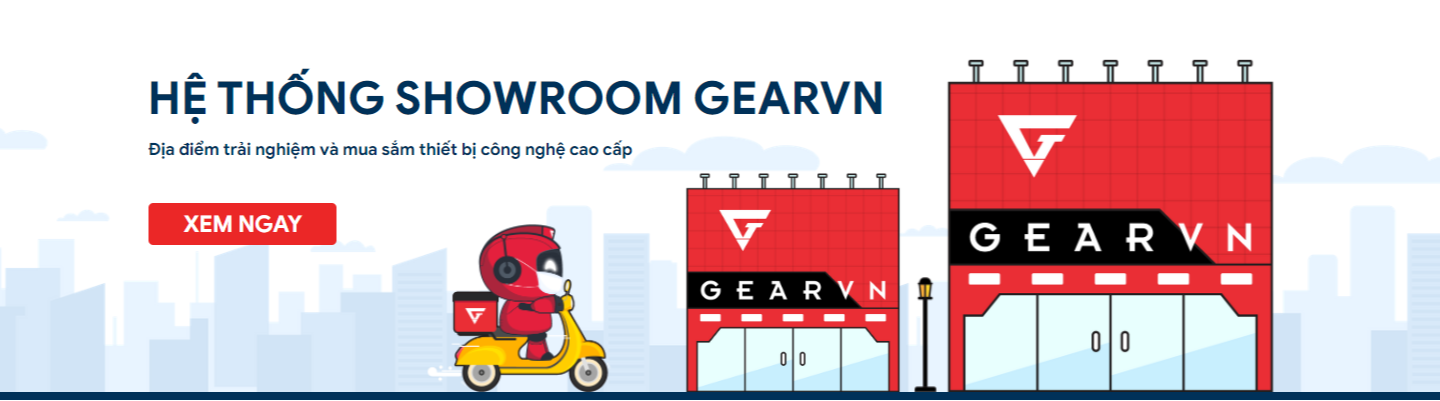 HỆ THỐNG SHOWROOM GEARVN
Địa điểm trải nghiệm và mua sắm thiết bị công nghệ cao cấp
XEM NGAY
GEARVN
GEARVN